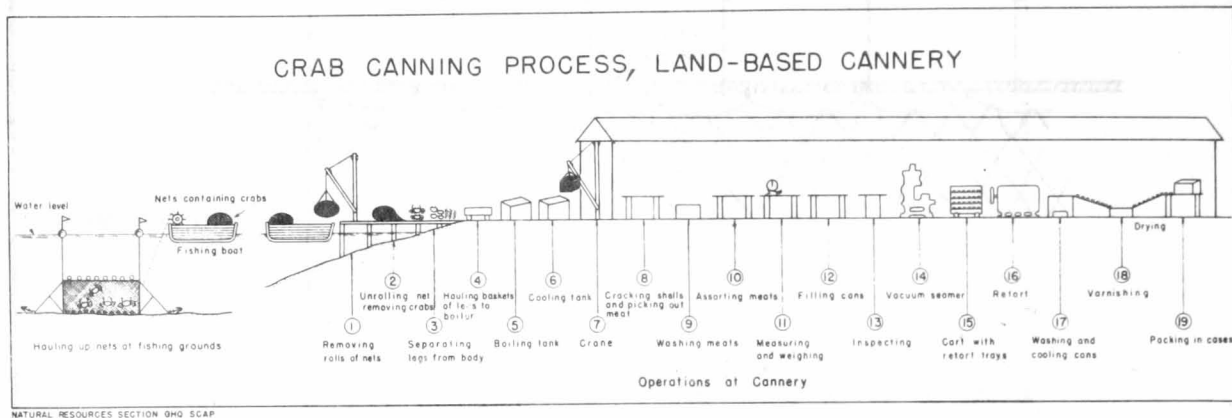 CRAB CANNING PROCESS, LAND-BASED CANNERY
Nets containing crabs
Water level
Fishing boat
Hauling up nets at fishing grounds
Drying
1
Removing
rolls of nets
2
Unrolling net
removing crabs
3
Separating
legs from body
4
Hauling baskets
of legs to
boiler
5
Boiling tank
6
Cooling tank
7
Crane
8
Cracking shells
and picking out
meat
9
Washing meats
10
Assorting meats
11
Measuring
and weighing
12
Filling cans
13
Inspecting
14
Vacuum seamer
15
Cart with
retort trays
16
Retort
17
Washing and
cooling cans
18
Varnishing
19
Packing in cases
Operations at Cannery
NATURAL RESOURCES SECTION GHQ SCAP